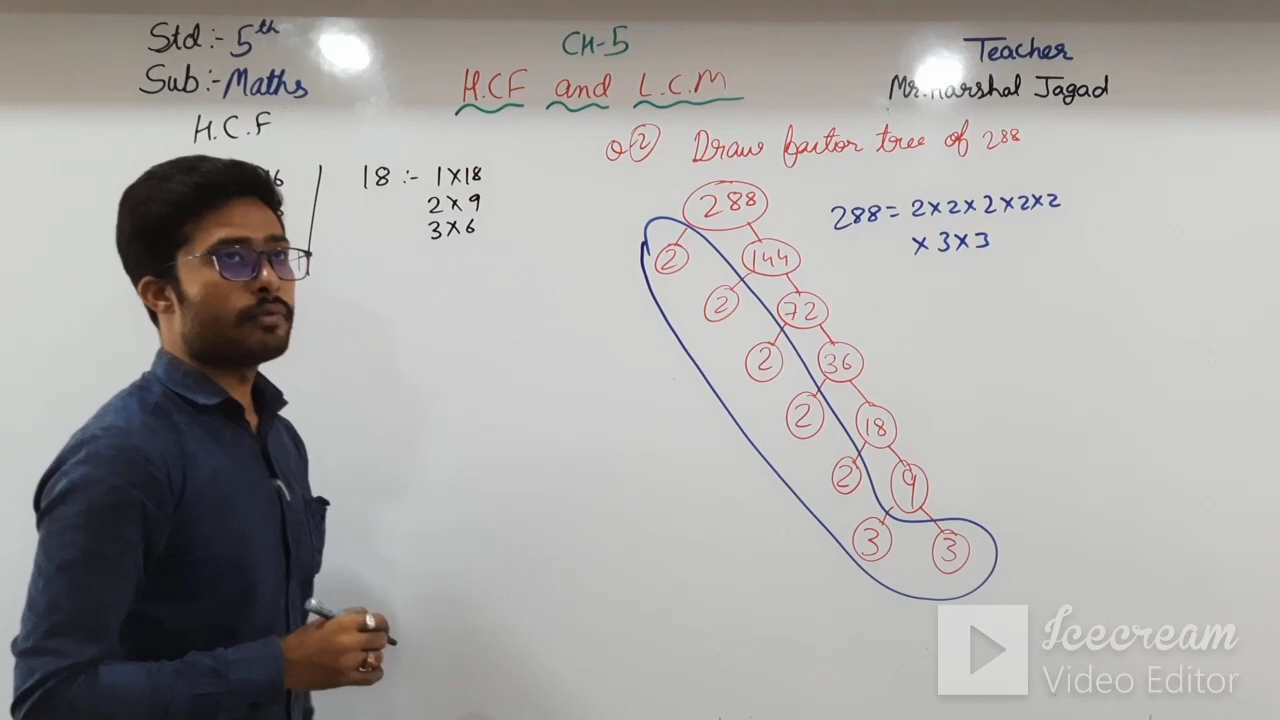 Std :- 5th
Sub :- Maths
CH-5
H.C.F and L.C.M
Teacher
Mr. Harshal Jagad
H.C.F
16
18 :- 1×18
2×9
3×6
Q② Draw factor tree of 288
288
2 144
2 72
2 36
2 18
2 9
3 3
288 = 2×2×2×2×2
×3×3
Icecream
Video Editor